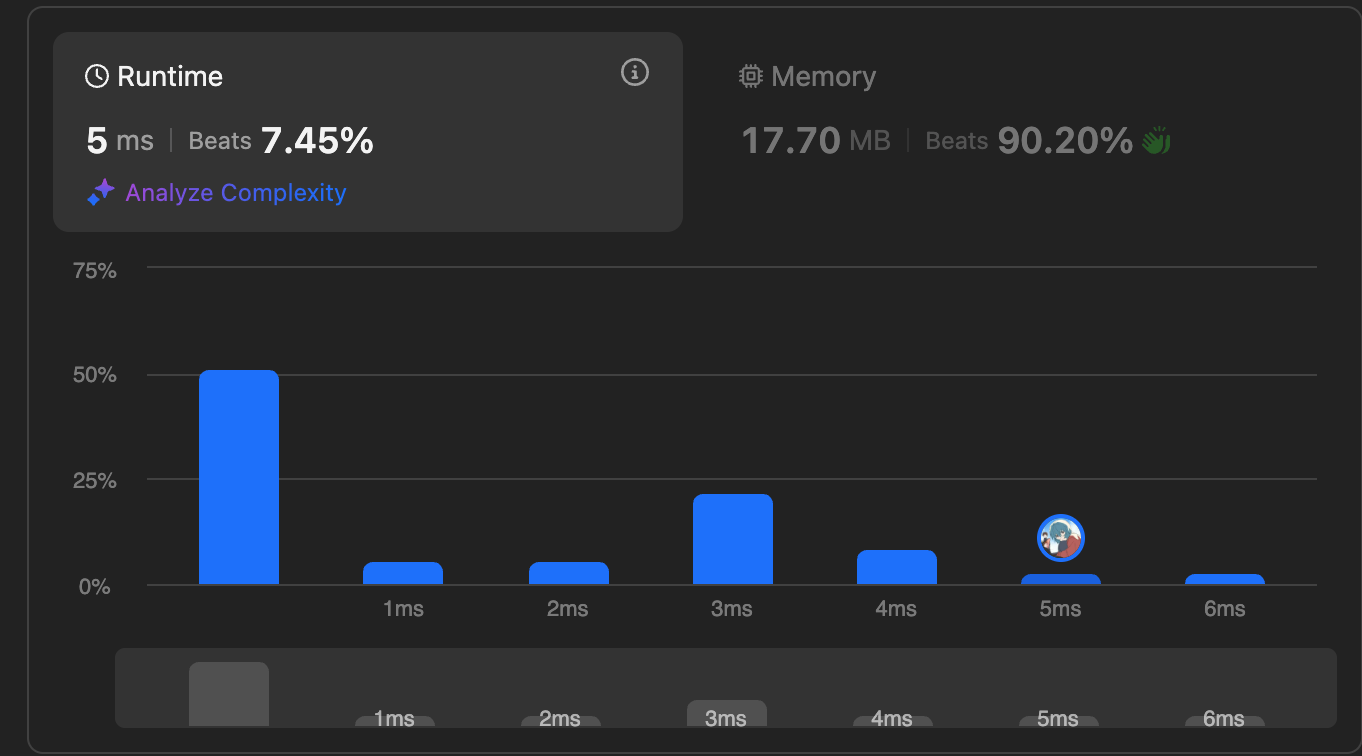 Runtime
5 ms | Beats 7.45%
Analyze Complexity
Memory
17.70 MB | Beats 90.20%
75%
50%
25%
0%
1ms 2ms 3ms 4ms 5ms 6ms
1ms 2ms 3ms 4ms 5ms 6ms